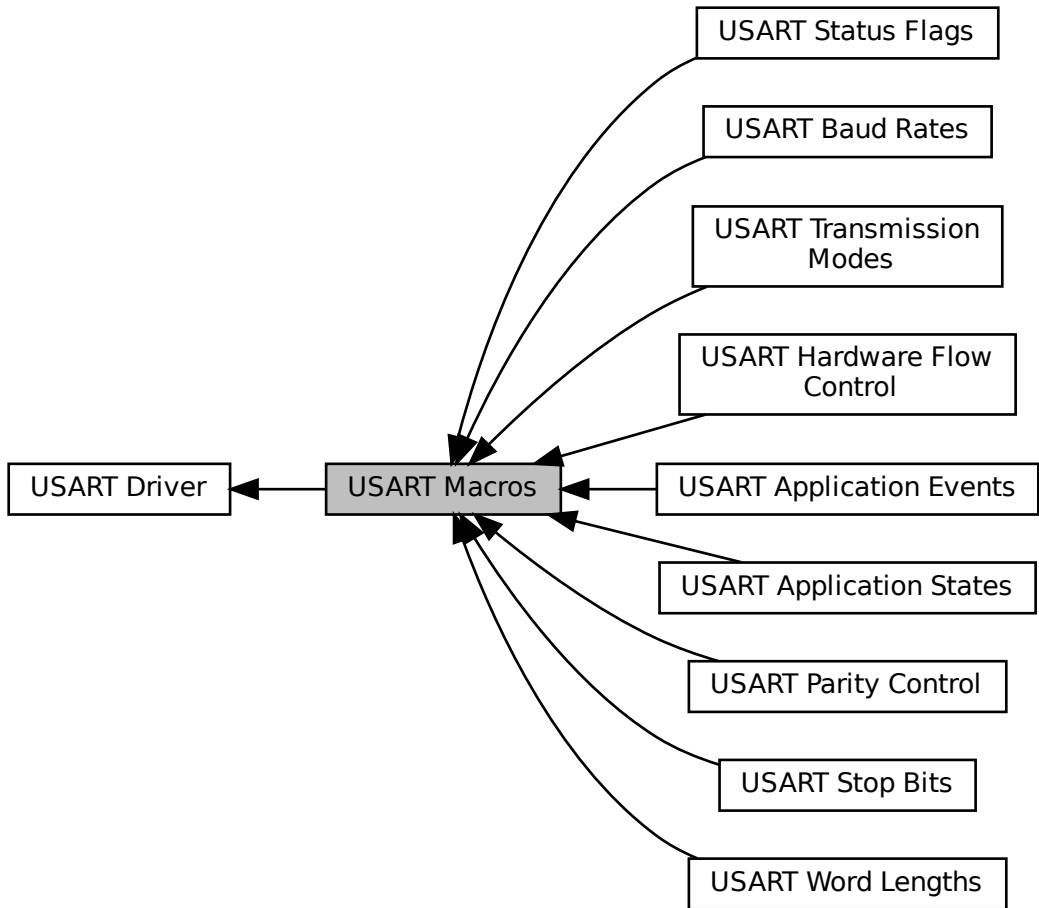 USART Status Flags
USART Baud Rates
USART Transmission
Modes
USART Hardware Flow
Control
USART Driver
USART Macros
USART Application Events
USART Application States
USART Parity Control
USART Stop Bits
USART Word Lengths